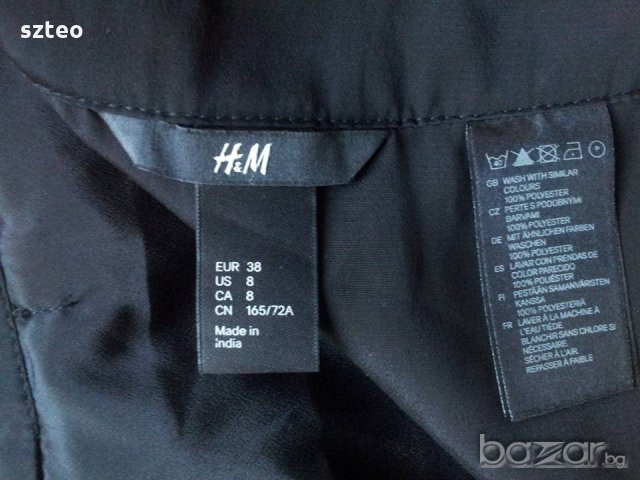 szteo
H&M
EUR 38
US 8
CA 8
CN 165/72A
Made in
India
40
GB WASH WITH SIMILAR
COLOURS
100% POLYESTER
CZ PERTE S PODOBNÝMI
BARVAMI
100% POLYESTER
DE MIT ÄHNLICHEN FARBEN
WASCHEN
100% POLYESTER
ES LAVAR CON PRENDAS DE
COLOR PARECIDO
100% POLIÉSTER
FI PESTÄÄN SAMANVÄRISTEN
KANSSA
100% POLYESTERIÄ
FR LAVER À LA MACHINE À
L'EAU TIÈDE.
BLANCHIR SANS CHLORE SI
NÉCESSAIRE.
SÉCHER À L'AIR.
REPASSER À FAIBLE
bazar.bg